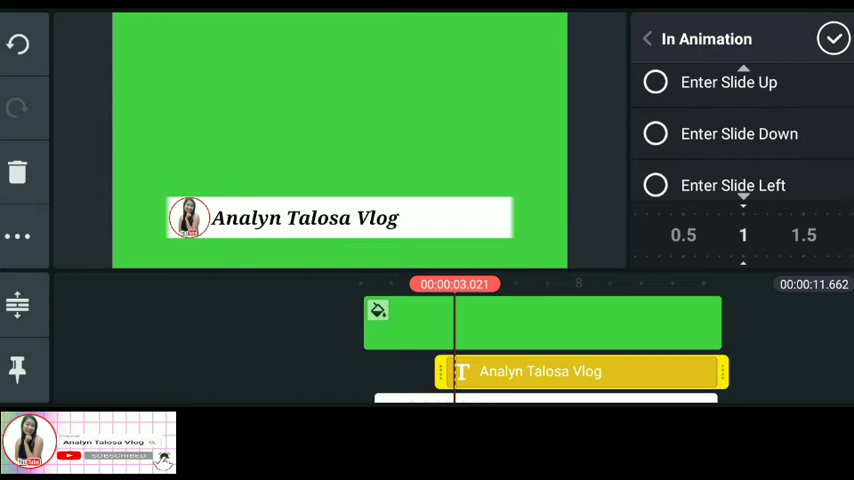 In Animation
Enter Slide Up
Enter Slide Down
Enter Slide Left
0.5 1 1.5
Analyn Talosa Vlog
00:00:03.021
8
00:00:11.662
T Analyn Talosa Vlog
Analyn Talosa Vlog
SUBSCRIBED